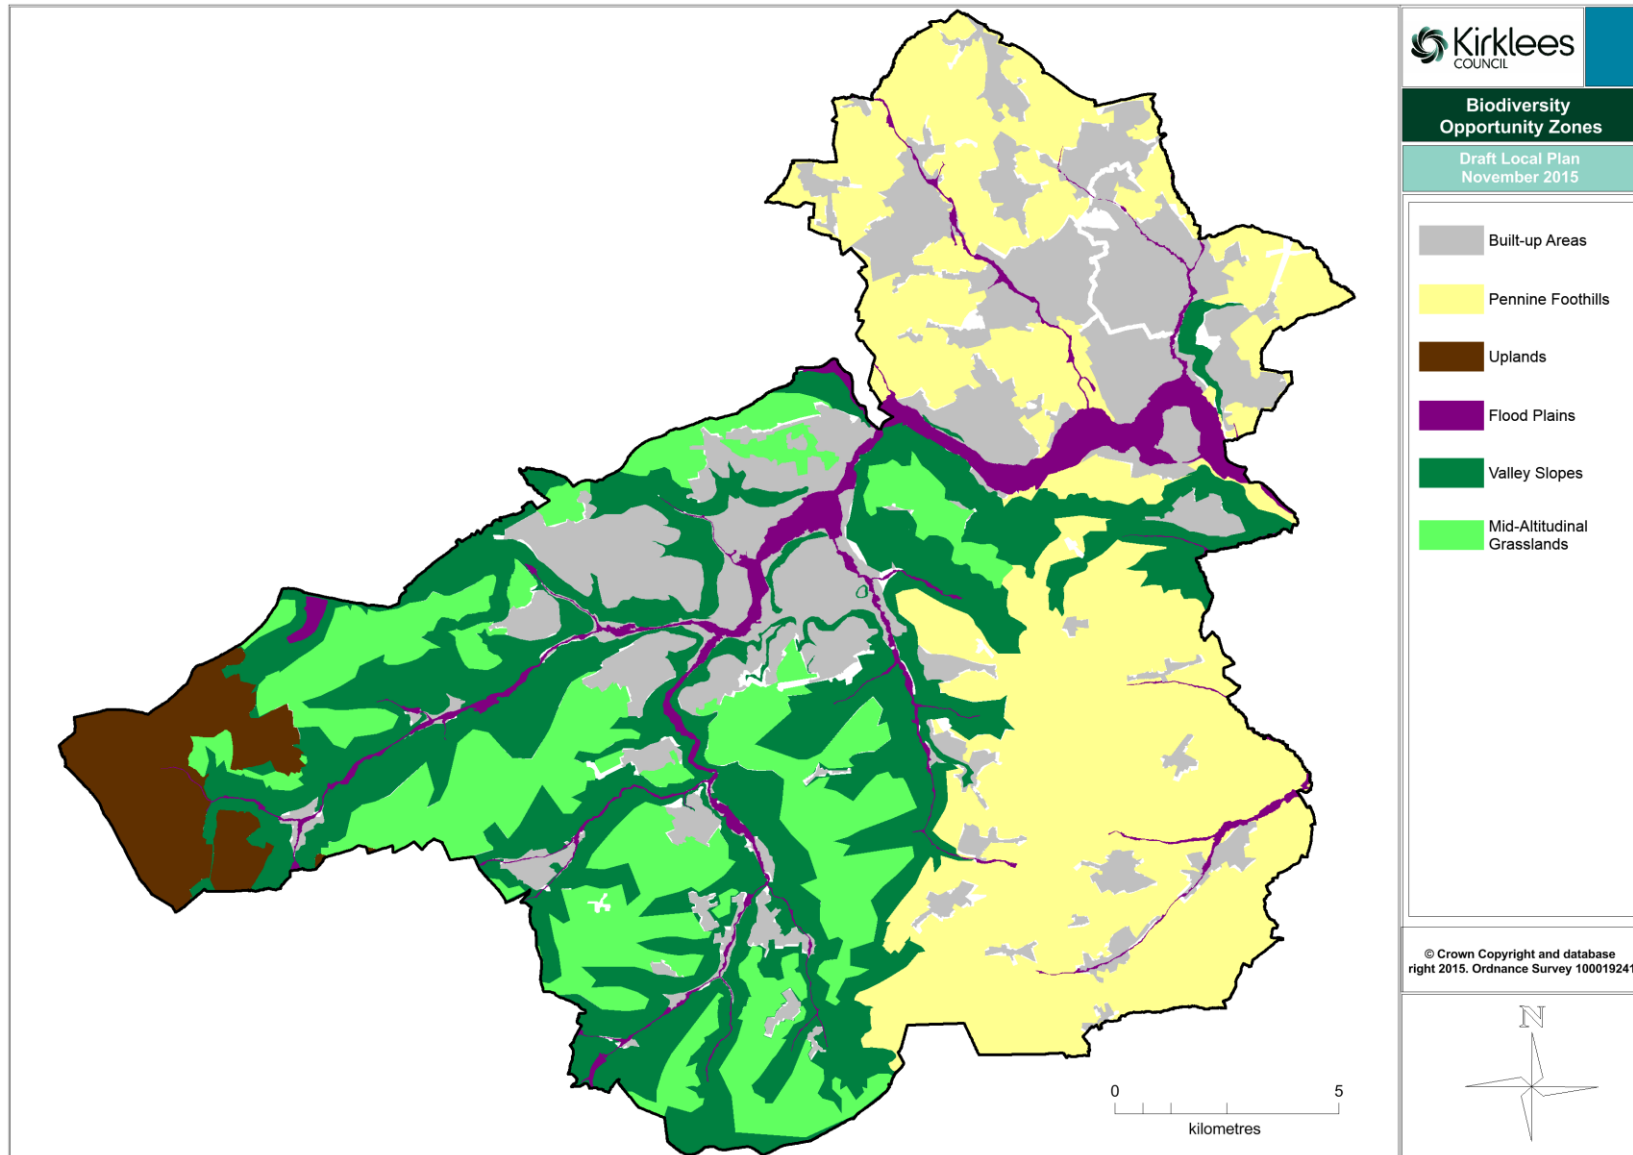 Kirklees
COUNCIL
Biodiversity
Opportunity Zones
Draft Local Plan
November 2015
Built-up Areas
Pennine Foothills
Uplands
Flood Plains
Valley Slopes
Mid-Altitudinal
Grasslands
© Crown Copyright and database
right 2015. Ordnance Survey 100019241
N
0 5
kilometres